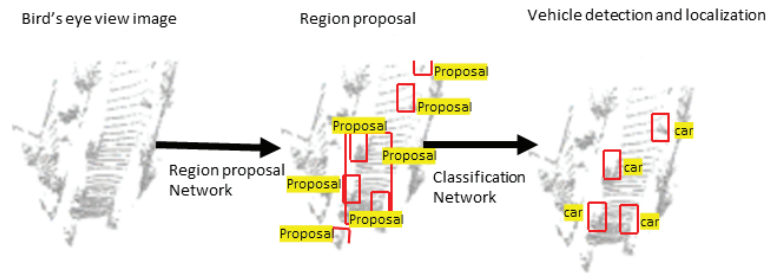 Bird's eye view image
Region proposal
Vehicle detection and localization
Proposal
Proposal
Proposal
Proposal
Proposal
Proposal
Proposal
Region proposal
Network
Classification
Network
car
car
car
car